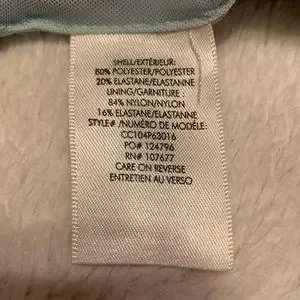 SHELL/EXTÉRIEUR:
80% POLYESTER/POLYESTER
20% ELASTANE/ELASTANNE
LINING/GARNITURE :
84% NYLON/NYLON
16% ELASTANE/ELASTANNE
STYLE# /NUMÉRO DE MODÈLE:
CC104P63016
PO# 124796
RN# 107677
CARE ON REVERSE
ENTRETIEN AU VERSO